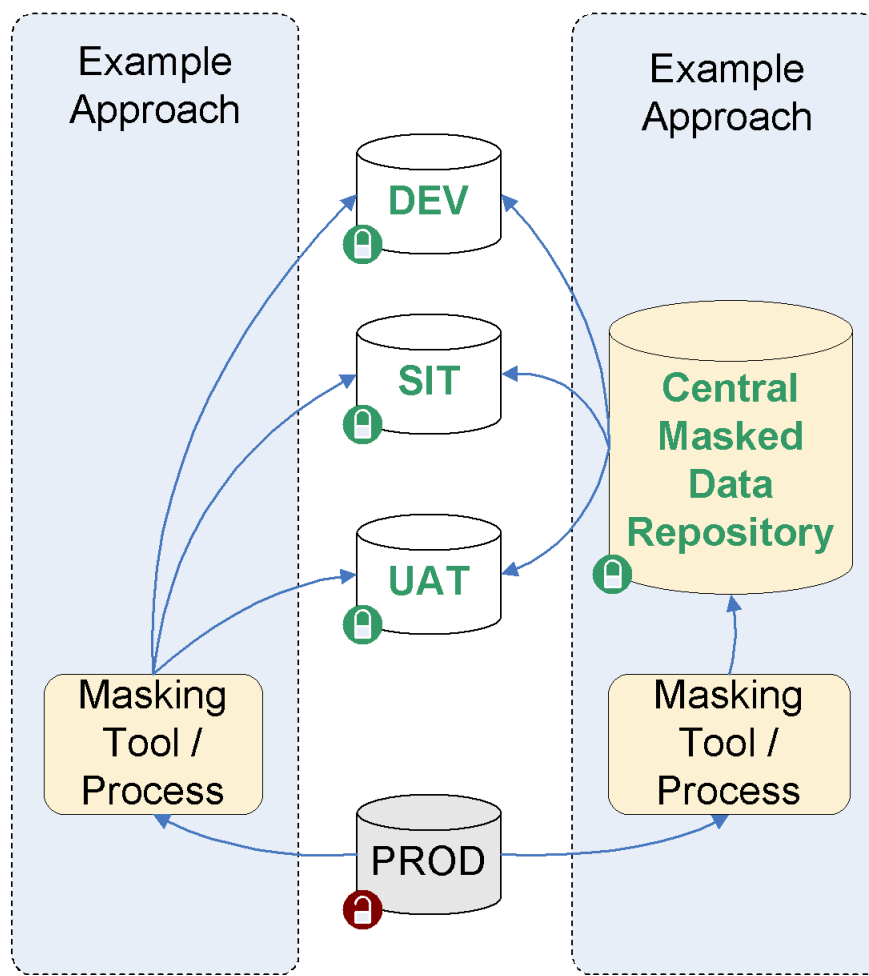 Example
Approach
Example
Approach
DEV
SIT
UAT
Central
Masked
Data
Repository
Masking
Tool /
Process
Masking
Tool /
Process
PROD